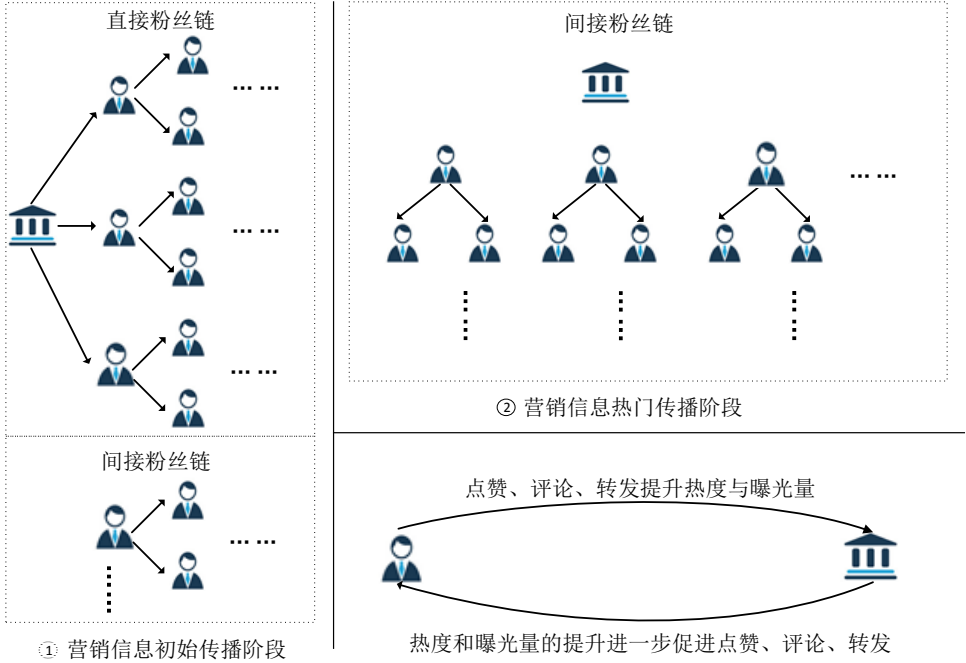 直接粉丝链
... ...
... ...
... ...
间接粉丝链
... ...
① 营销信息初始传播阶段
间接粉丝链
... ...
② 营销信息热门传播阶段
点赞、评论、转发提升热度与曝光量
热度和曝光量的提升进一步促进点赞、评论、转发